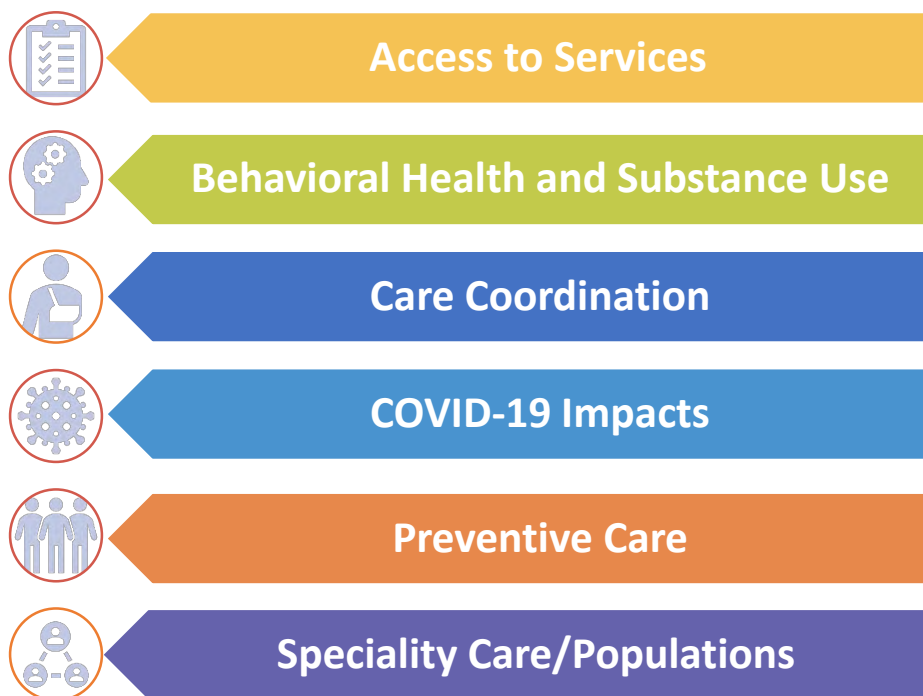 Access to Services
Behavioral Health and Substance Use
Care Coordination
COVID-19 Impacts
Preventive Care
Speciality Care/Populations